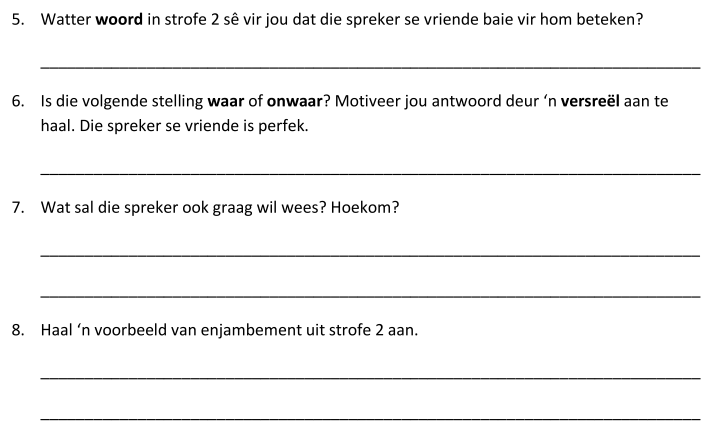 5. Watter woord in strofe 2 sê vir jou dat die spreker se vriende baie vir hom beteken?
6. Is die volgende stelling waar of onwaar? Motiveer jou antwoord deur ‘n versreël aan te
haal. Die spreker se vriende is perfek.
7. Wat sal die spreker ook graag wil wees? Hoekom?
8. Haal ‘n voorbeeld van enjambement uit strofe 2 aan.